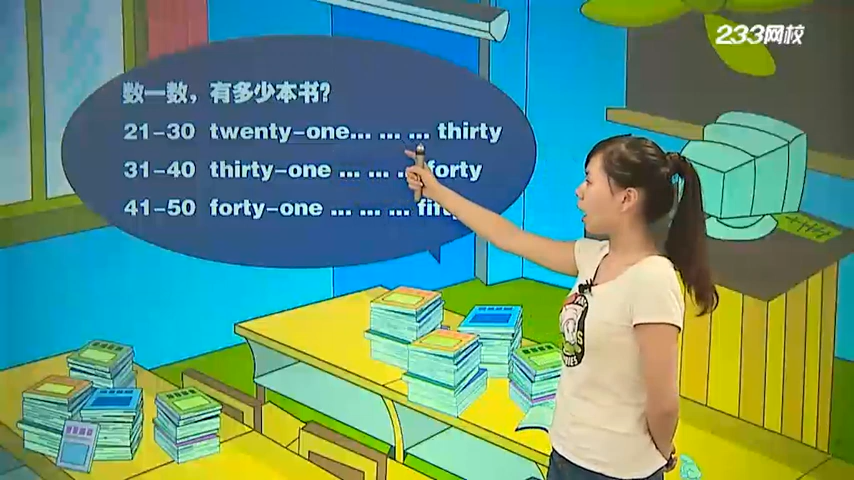 233网校
数一数，有多少本书？
21-30 twenty-one... ... ... thirty
31-40 thirty-one ... ... ... forty
41-50 forty-one ... ... ... fifty